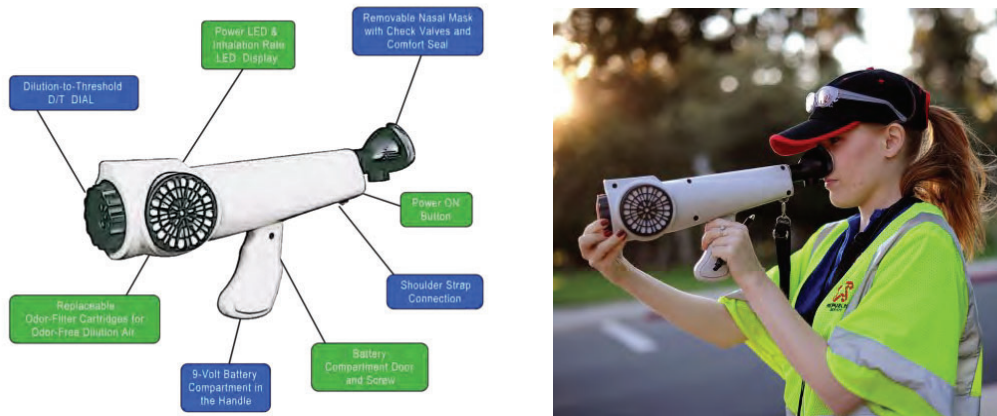 Power LED &
Inhalation Rate
LED Display
Removable Nasal Mask
with Check Valves and
Comfort Seal
Dilution-to-Threshold
D/T DIAL
Power ON
Button
Shoulder Strap
Connection
Replaceable
Odor-Filter Cartridges for
Odor-Free Dilution Air
Battery
Compartment Door
and Screw
9-Volt Battery
Compartment in
the Handle